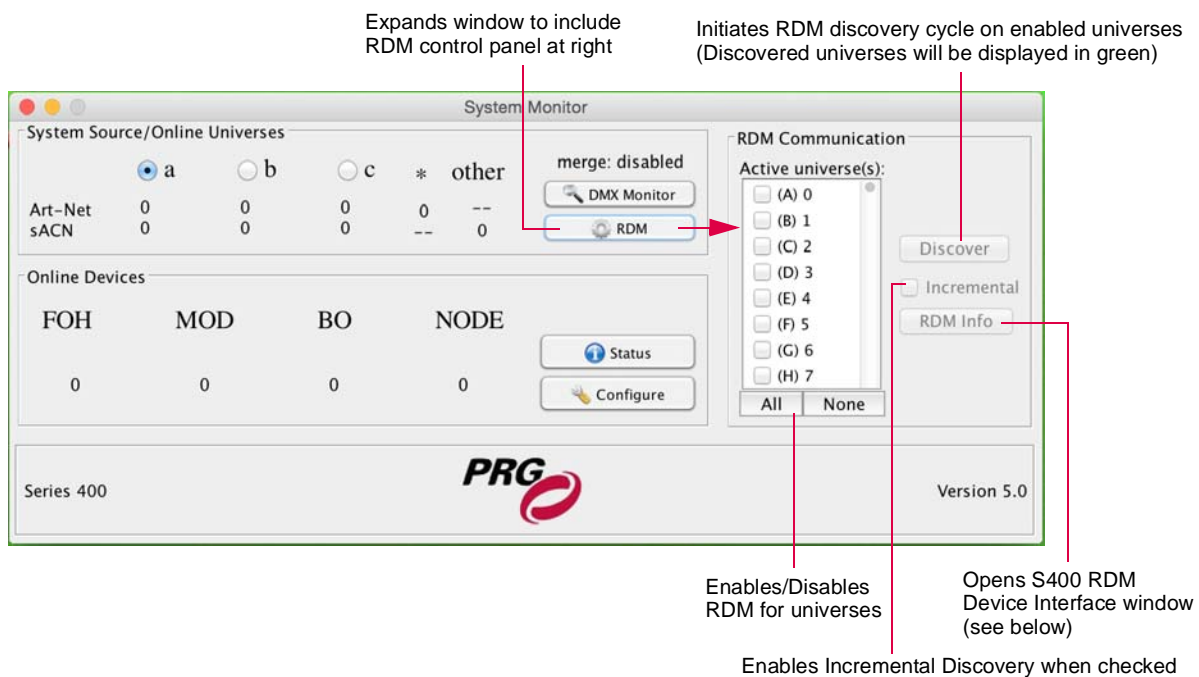 Expands window to include
RDM control panel at right
Initiates RDM discovery cycle on enabled universes
(Discovered universes will be displayed in green)
System Monitor
System Source/Online Universes
a b c * other
merge: disabled
Art-Net 0 0 0 0 --
sACN 0 0 0 -- 0
DMX Monitor
RDM
Online Devices
FOH MOD BO NODE
0 0 0 0
Status
Configure
RDM Communication
Active universe(s):
(A) 0
(B) 1
(C) 2
(D) 3
(E) 4
(F) 5
(G) 6
(H) 7
All None
Discover
Incremental
RDM Info
Series 400
PRG
Version 5.0
Enables/Disables
RDM for universes
Opens S400 RDM
Device Interface window
(see below)
Enables Incremental Discovery when checked